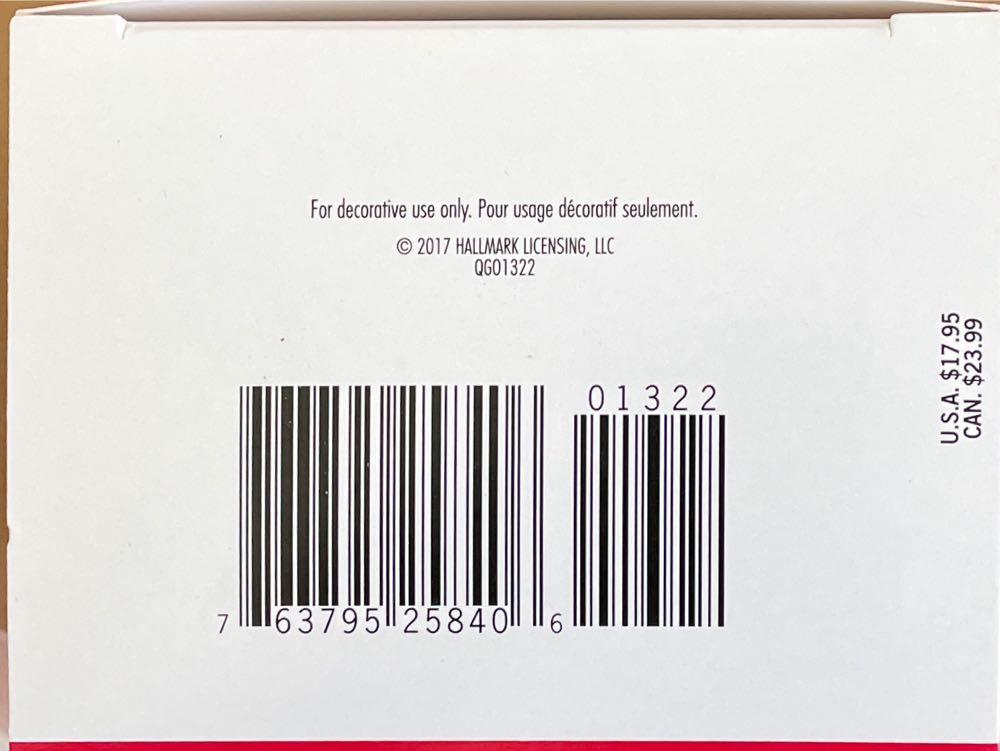 For decorative use only. Pour usage décoratif seulement.
© 2017 HALLMARK LICENSING, LLC
QGO1322
U.S.A. $17.95
CAN. $23.99
01322
7 63795 25840 6